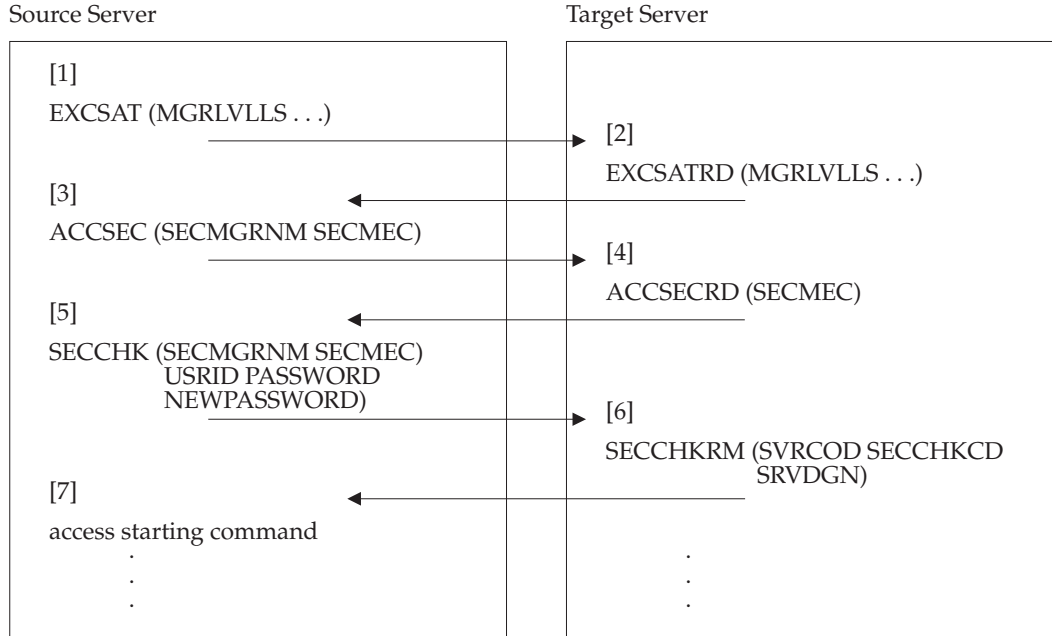 Source Server
Target Server
[1]
EXCSAT (MGRLVLLS . . .)
[2]
EXCSATRD (MGRLVLLS . . .)
[3]
ACCSEC (SECMGRNM SECMEC)
[4]
ACCSECRD (SECMEC)
[5]
SECCHK (SECMGRNM SECMEC)
USRID PASSWORD
NEWPASSWORD)
[6]
SECCHKRM (SVRCOD SECCHKCD
SRVDGN)
[7]
access starting command
.
.
.
.
.
.